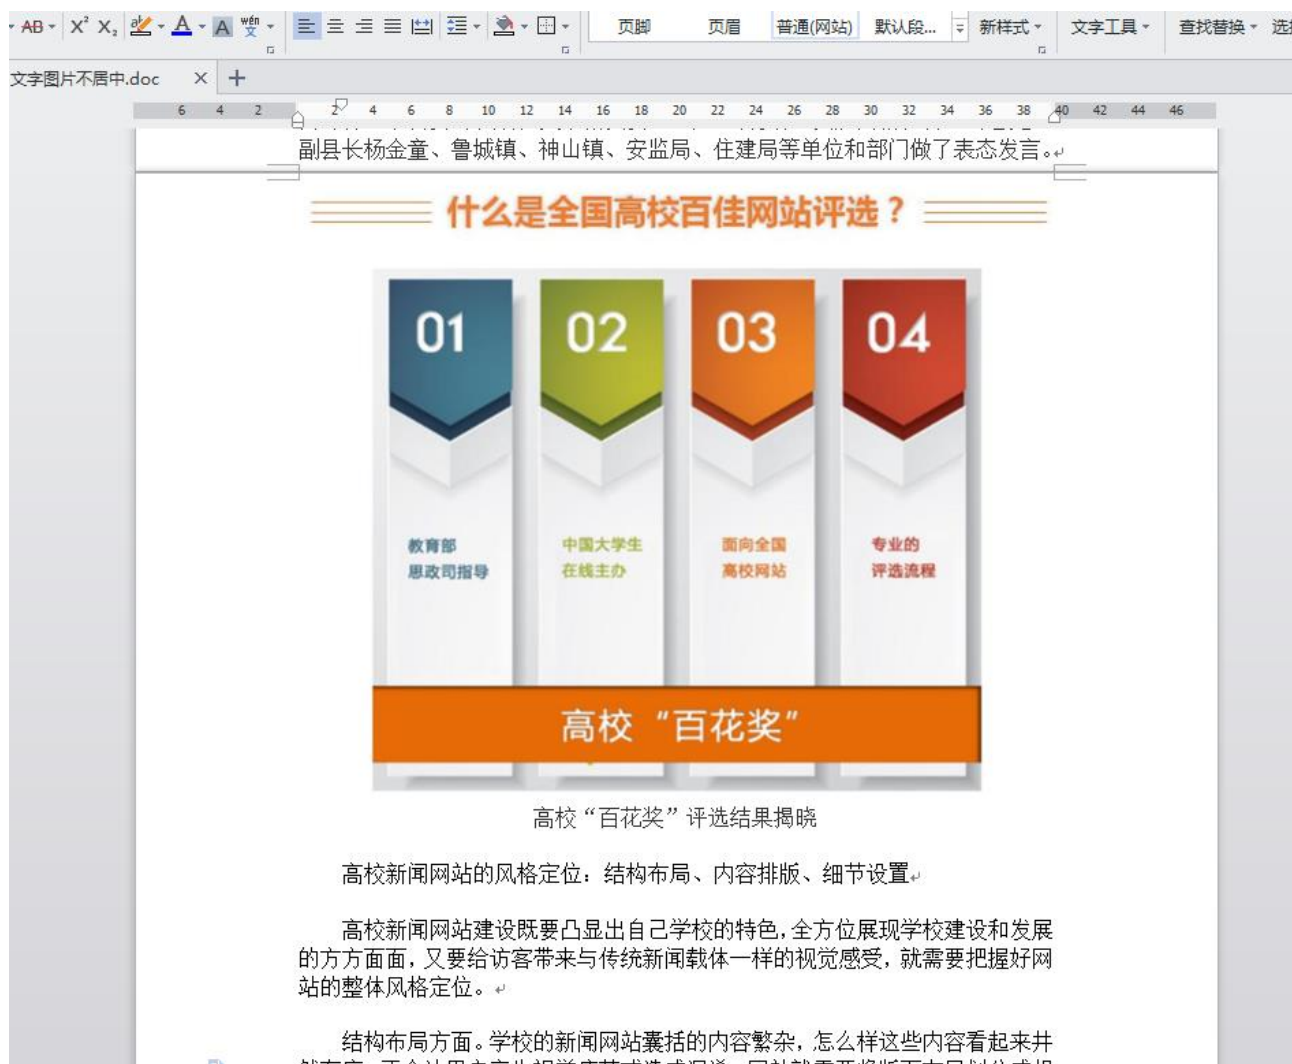 AB X² X₂ A A wén 文 页脚 页眉 普通(网站) 默认段... 新样式 文字工具 查找替换
文字图片不居中.doc × +
6 4 2 2 4 6 8 10 12 14 16 18 20 22 24 26 28 30 32 34 36 38 40 42 44 46
副县长杨金童、鲁城镇、神山镇、安监局、住建局等单位和部门做了表态发言。
什么是全国高校百佳网站评选？
01 02 03 04
教育部 中国大学生 面向全国 专业的
思政司指导 在线主办 高校网站 评选流程
高校“百花奖”
高校“百花奖”评选结果揭晓
高校新闻网站的风格定位：结构布局、内容排版、细节设置
高校新闻网站建设既要凸显出自己学校的特色,全方位展现学校建设和发展
的方方面面,又要给访客带来与传统新闻载体一样的视觉感受,就需要把握好网
站的整体风格定位。
结构布局方面。学校的新闻网站囊括的内容繁杂,怎么样这些内容看起来井